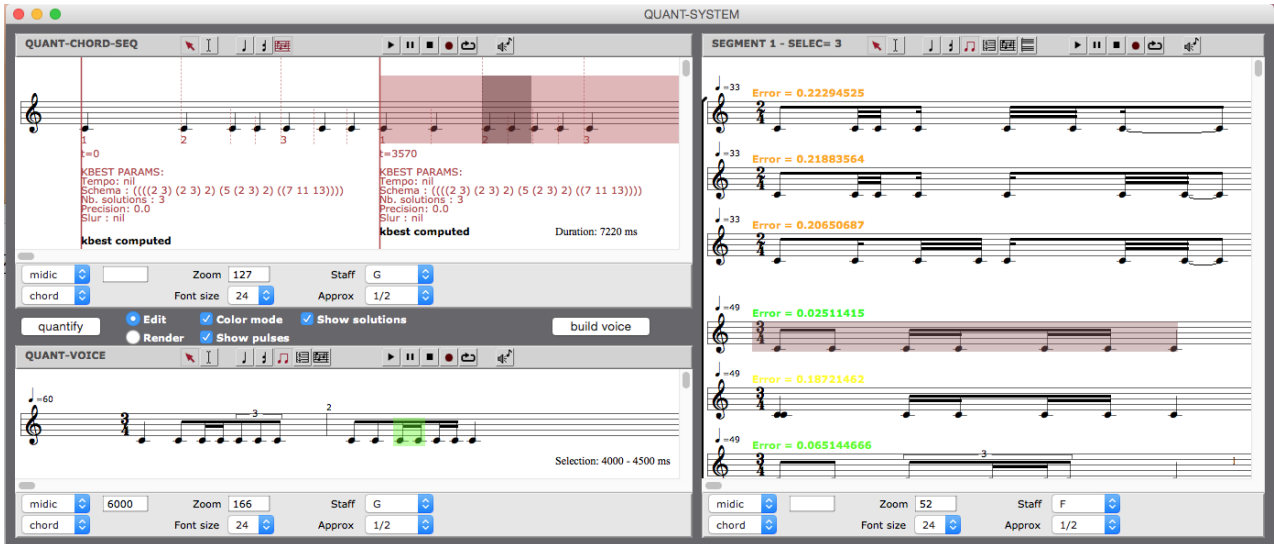 QUANT-SYSTEM
QUANT-CHORD-SEQ
1 2 3 1 2 3
t=0 t=3570
KBEST PARAMS: KBEST PARAMS:
Tempo: nil Tempo: nil
Schema : ((((2 3) (2 3) 2) (5 (2 3) 2) ((7 11 13)))) Schema : ((((2 3) (2 3) 2) (5 (2 3) 2) ((7 11 13))))
Nb. solutions : 3 Nb. solutions : 3
Precision: 0.0 Precision: 0.0
Slur : nil Slur : nil
kbest computed kbest computed Duration: 7220 ms
midic Zoom 127 Staff G
chord Font size 24 Approx 1/2
quantify Edit Color mode Show solutions build voice
Render Show pulses
QUANT-VOICE
=60
3 2
3
4
Selection: 4000 - 4500 ms
midic 6000 Zoom 166 Staff G
chord Font size 24 Approx 1/2
SEGMENT 1 - SELEC= 3
=33 Error = 0.22294525
2
4
=33 Error = 0.21883564
2
4
=33 Error = 0.20650687
2
4
=49 Error = 0.02511415
3
4
=49 Error = 0.18721462
3
4
=49 Error = 0.065144666
3
3
4
1
midic Zoom 52 Staff F
chord Font size 24 Approx 1/2